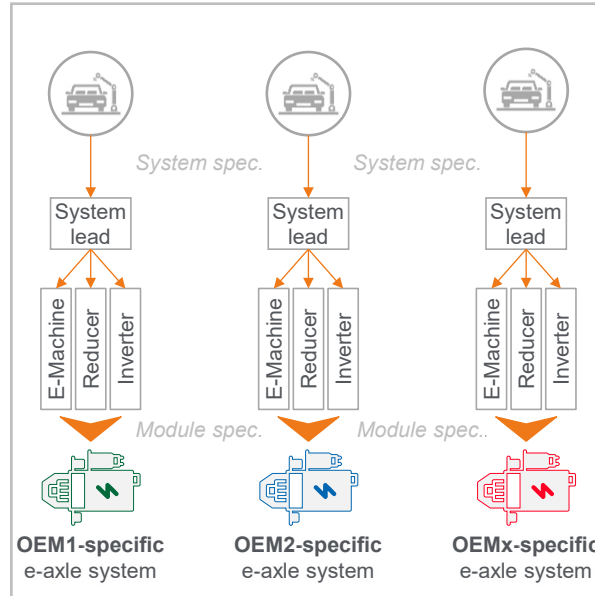 System spec.
System spec.
System
lead
System
lead
System
lead
E-Machine
Reducer
Inverter
E-Machine
Reducer
Inverter
E-Machine
Reducer
Inverter
Module spec.
Module spec..
OEM1-specific
e-axle system
OEM2-specific
e-axle system
OEMx-specific
e-axle system